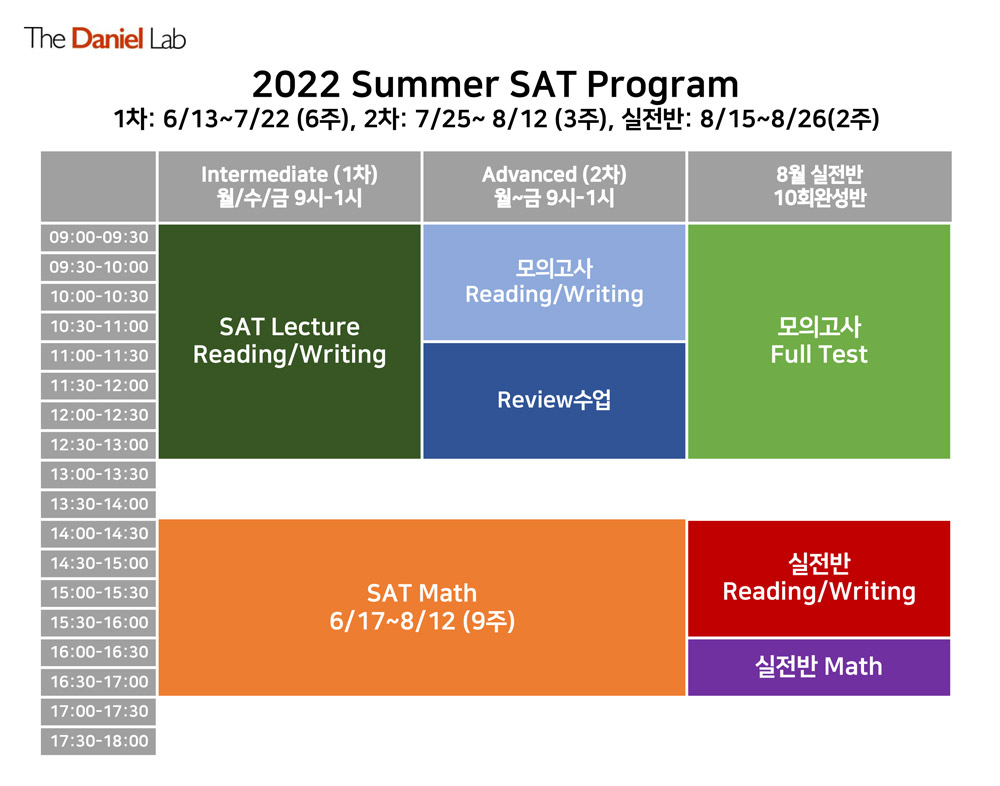 The Daniel Lab
2022 Summer SAT Program
1차: 6/13~7/22 (6주), 2차: 7/25~ 8/12 (3주), 실전반: 8/15~8/26(2주)
Intermediate (1차)
월/수/금 9시-1시
Advanced (2차)
월~금 9시-1시
8월 실전반
10회완성반
09:00-09:30
09:30-10:00
10:00-10:30
10:30-11:00
11:00-11:30
11:30-12:00
12:00-12:30
12:30-13:00
13:00-13:30
13:30-14:00
14:00-14:30
14:30-15:00
15:00-15:30
15:30-16:00
16:00-16:30
16:30-17:00
17:00-17:30
17:30-18:00
SAT Lecture
Reading/Writing
모의고사
Reading/Writing
Review수업
모의고사
Full Test
SAT Math
6/17~8/12 (9주)
실전반
Reading/Writing
실전반 Math